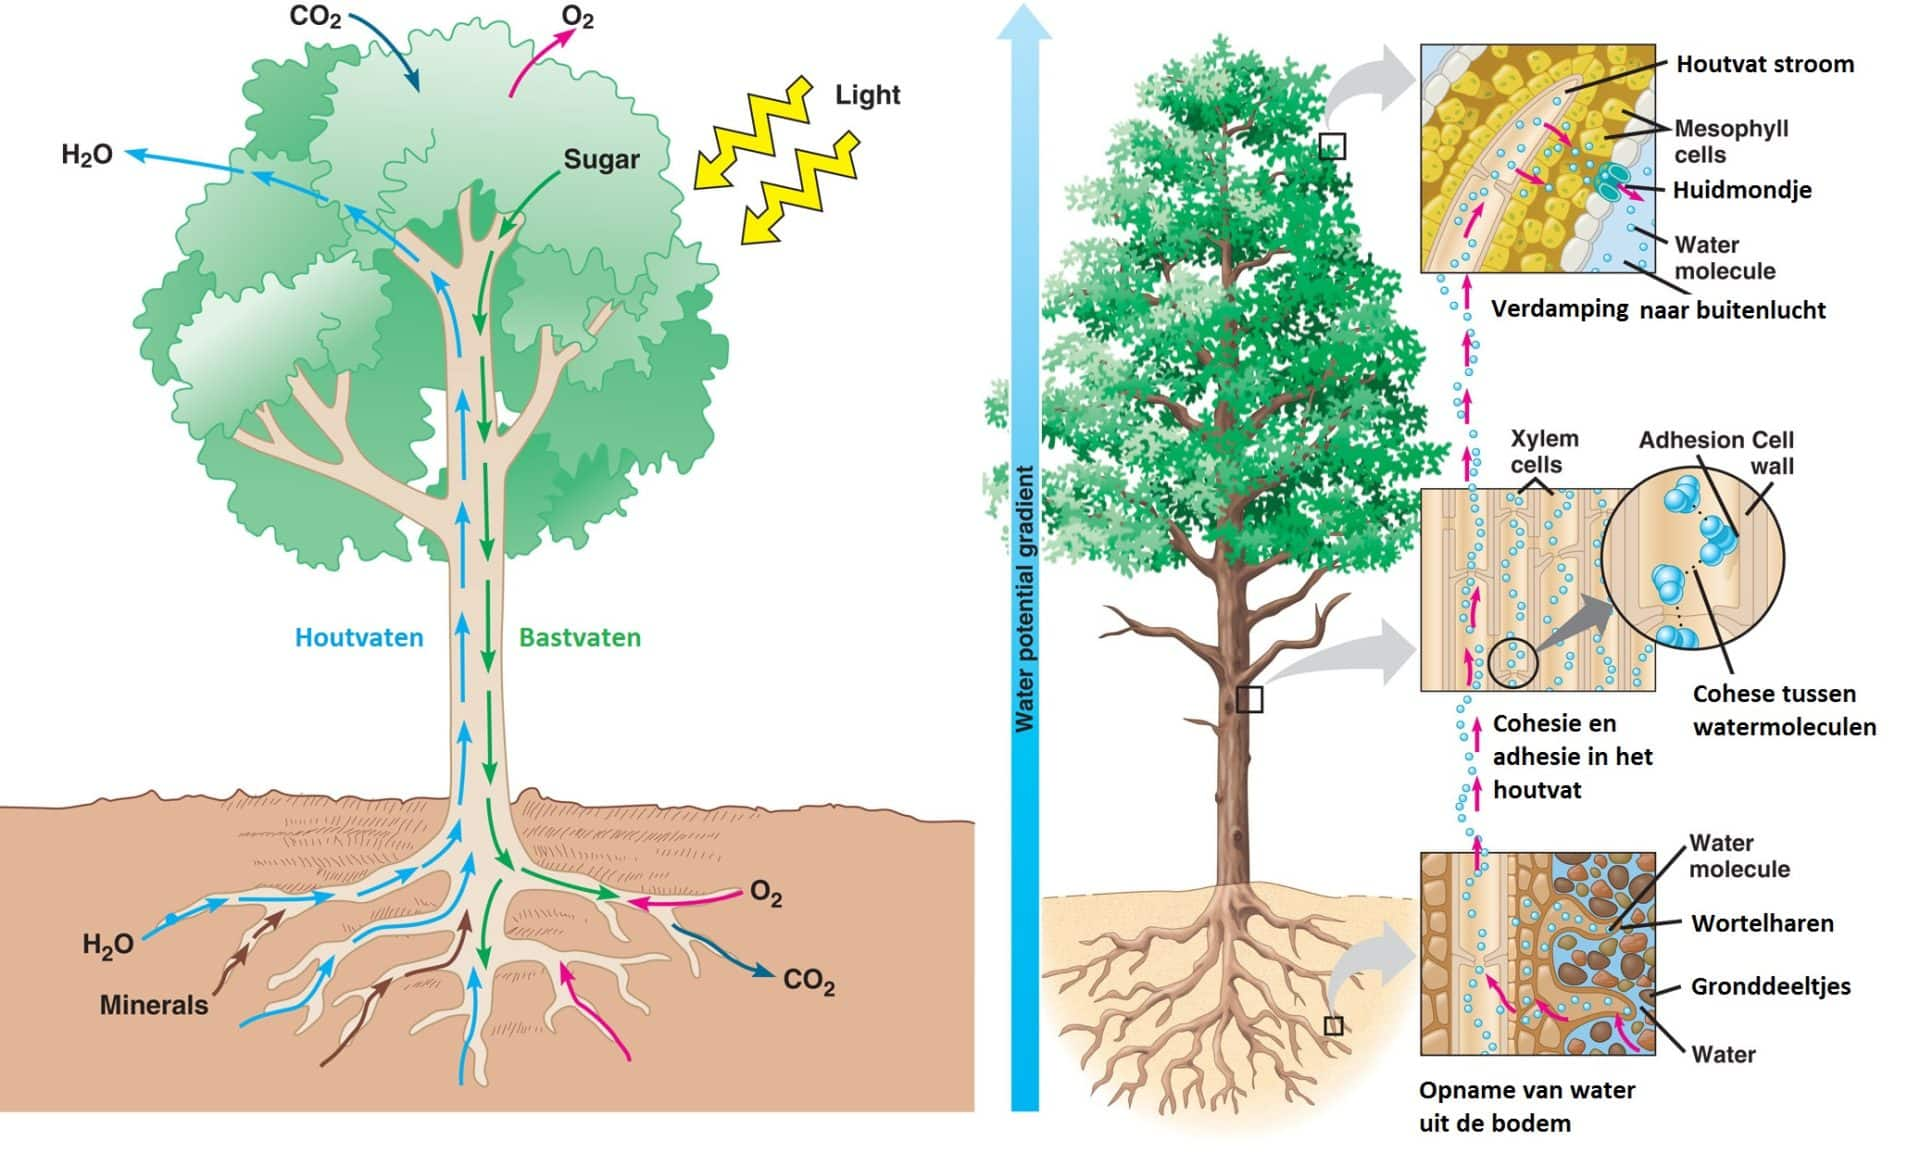 CO2
O2
Light
H2O
Sugar
Houtvaten
Bastvaten
O2
H2O
CO2
Minerals
Water potential gradient
Houtvat stroom
Mesophyll
cells
Huidmondje
Water
molecule
Verdamping naar buitenlucht
Xylem
cells
Adhesion
Cell
wall
Cohese tussen
watermoleculen
Cohesie en
adhesie in het
houtvat
Water
molecule
Wortelharen
Gronddeeltjes
Water
Opname van water
uit de bodem